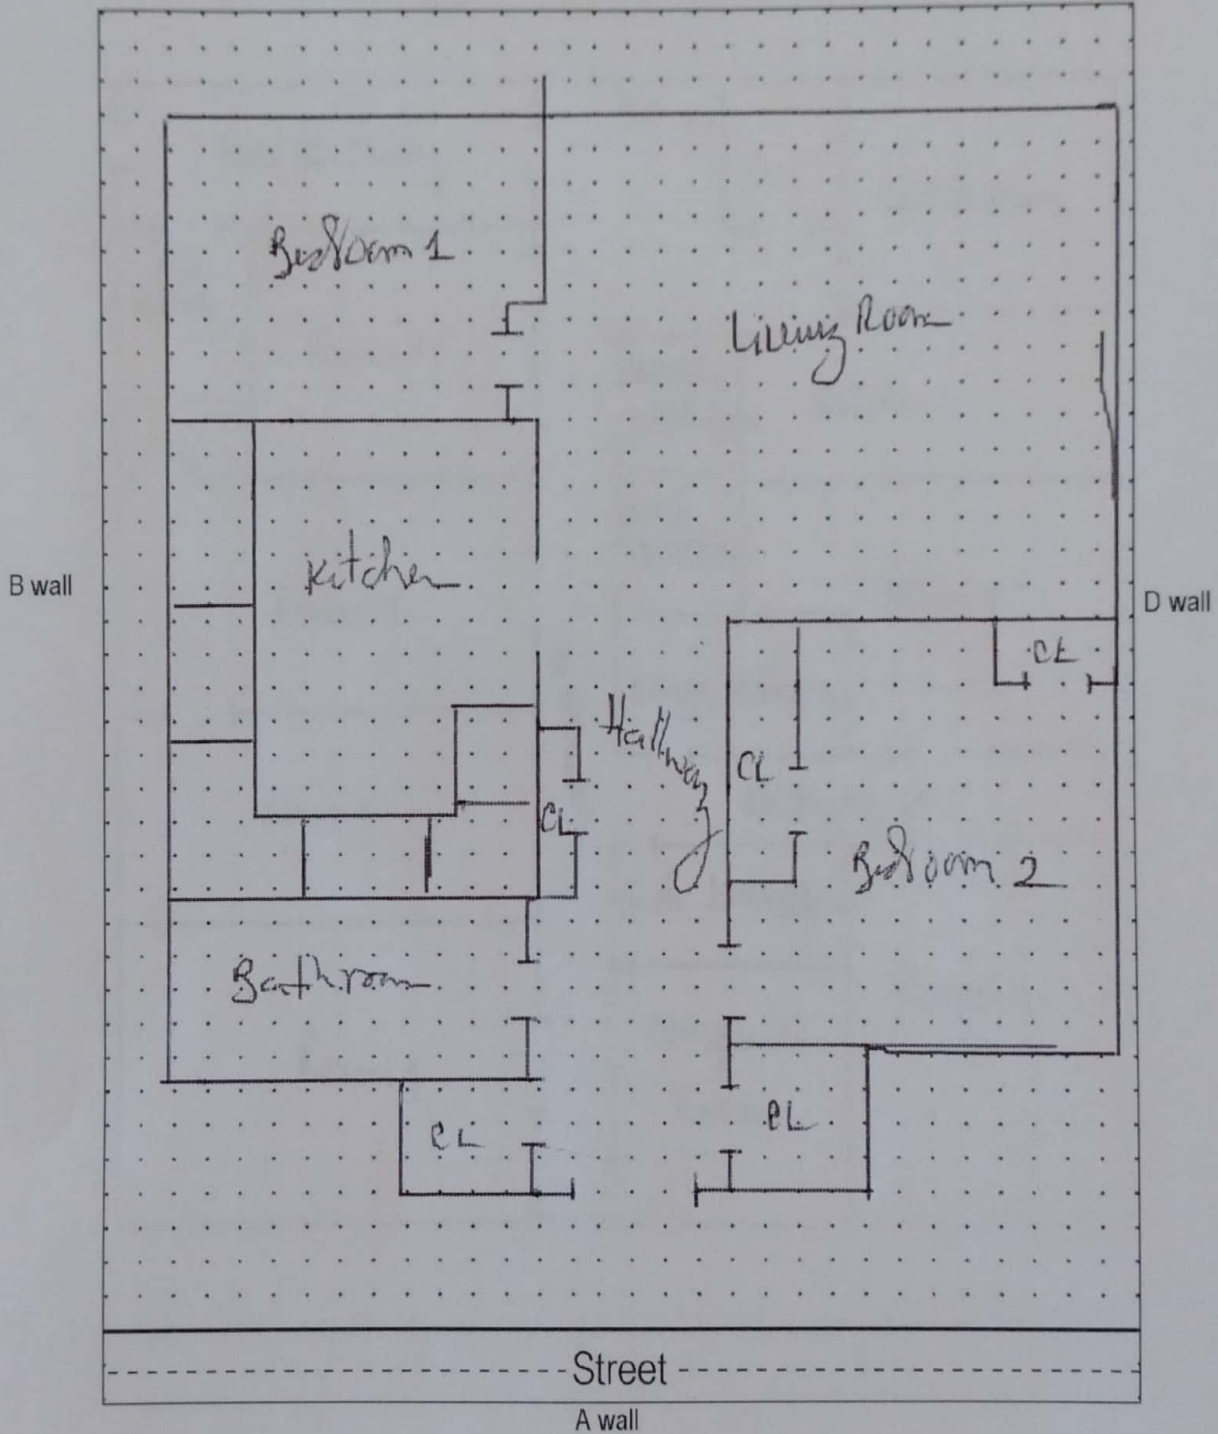 Bedroom 1
Living Room
Kitchen
B wall
D wall
CL
Hallway
CL
CL
Bedroom 2
Bathroom
CL
CL
Street
A wall